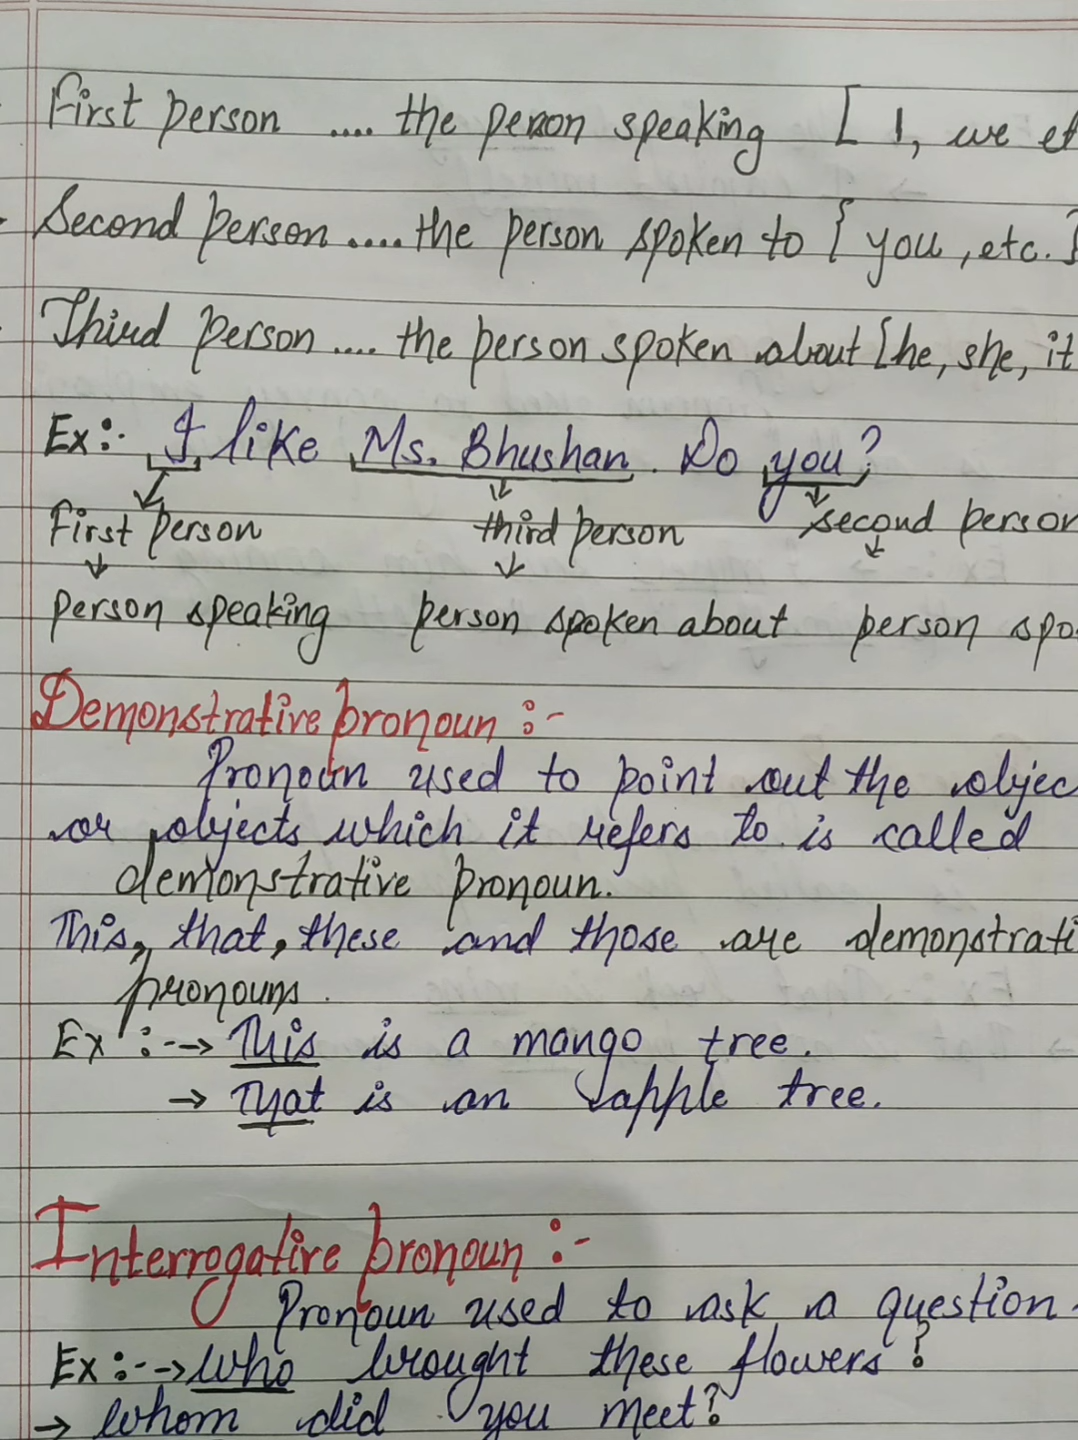 First person .... the person speaking [ I, we et
Second person .... the person spoken to { you, etc. }
Third person .... the person spoken about [he, she, it
Ex:- I like Ms. Bhushan. Do you?
First person third person second person
person speaking person spoken about person spo
Demonstrative pronoun :-
Pronoun used to point out the objec
or objects which it refers to is called
demonstrative pronoun.
This, that, these and those are demonstrati
pronouns.
Ex :--> This is a mango tree.
→ That is an apple tree.
Interrogative pronoun :-
Pronoun used to ask a question.
Ex :--> Who brought these flowers?
→ Whom did you meet?